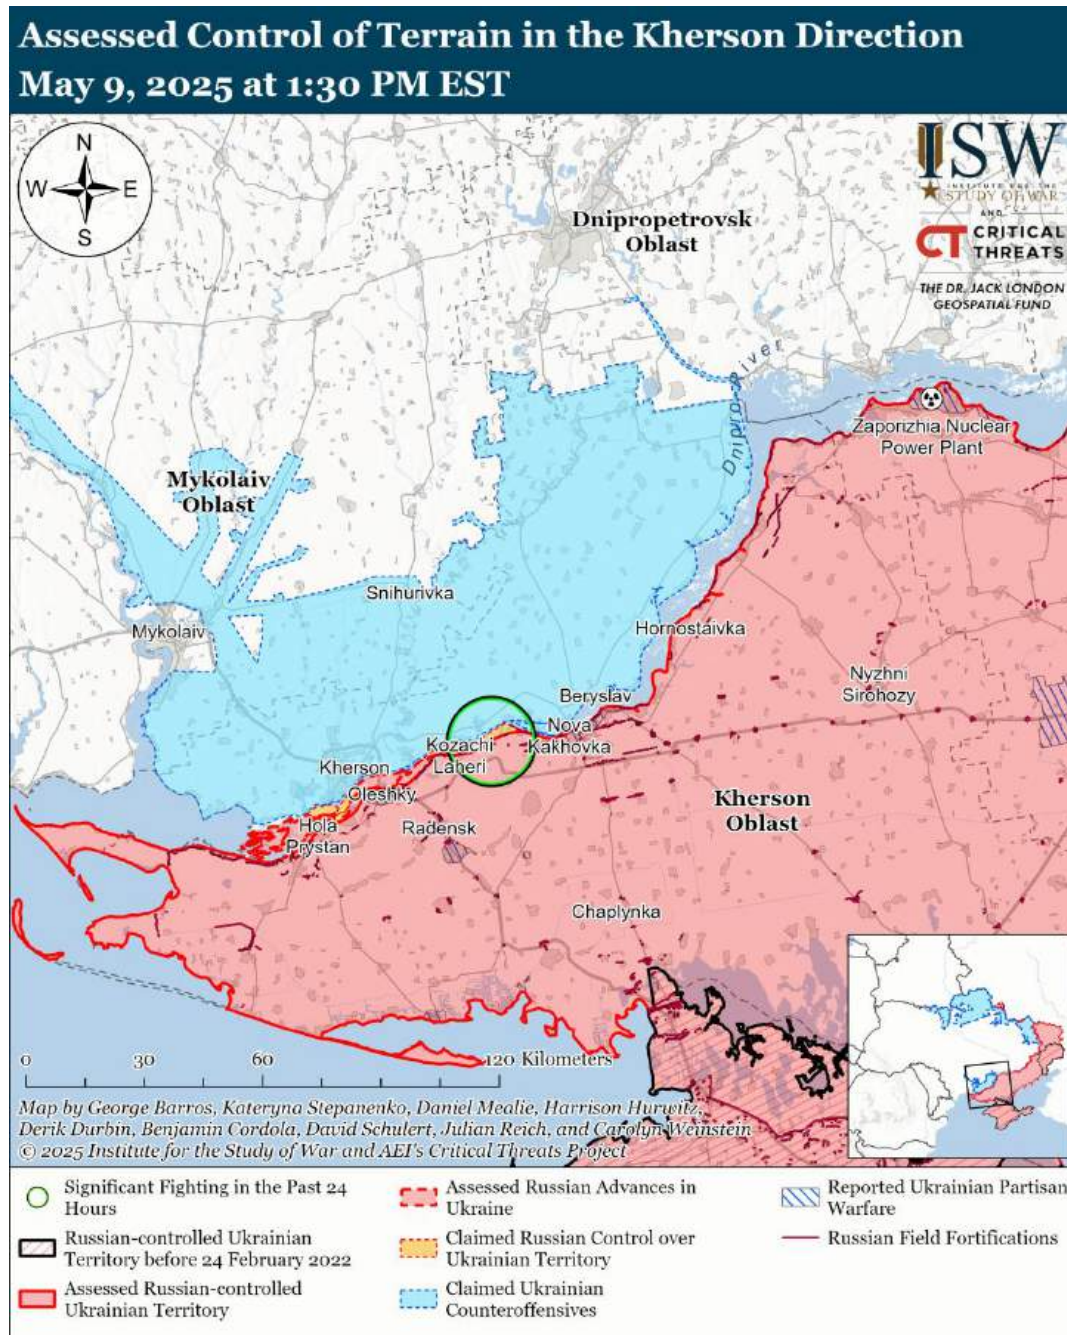 Assessed Control of Terrain in the Kherson Direction
May 9, 2025 at 1:30 PM EST
N
W E
S
ISW
INSTITUTE FOR THE
STUDY OF WAR
AND
CT CRITICAL
THREATS
THE DR. JACK LONDON
GEOSPATIAL FUND
Dnipropetrovsk
Oblast
Dnipro River
Zaporizhia Nuclear
Power Plant
Mykolaiv
Oblast
Snihurivka
Mykolaiv
Hornostaivka
Nyzhni
Sirohozy
Beryslav
Nova
Kakhovka
Kozachi
Laheri
Kherson
Oleshky
Kherson
Oblast
Hola
Prystan
Radensk
Chaplynka
0 30 60 120 Kilometers
Map by George Barros, Kateryna Stepanenko, Daniel Mealie, Harrison Hurwitz,
Derik Durbin, Benjamin Cordola, David Schulert, Julian Reich, and Carolyn Weinstein
© 2025 Institute for the Study of War and AEI's Critical Threats Project
Significant Fighting in the Past 24
Hours
Russian-controlled Ukrainian
Territory before 24 February 2022
Assessed Russian-controlled
Ukrainian Territory
Assessed Russian Advances in
Ukraine
Claimed Russian Control over
Ukrainian Territory
Claimed Ukrainian
Counteroffensives
Reported Ukrainian Partisan
Warfare
Russian Field Fortifications